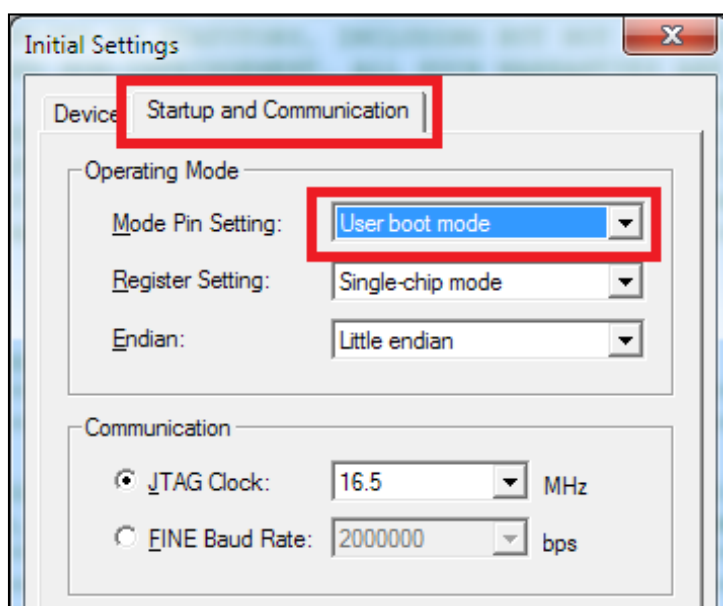 Initial Settings
Device Startup and Communication
Operating Mode
Mode Pin Setting: User boot mode
Register Setting: Single-chip mode
Endian: Little endian
Communication
JTAG Clock: 16.5 MHz
FINE Baud Rate: 2000000 bps